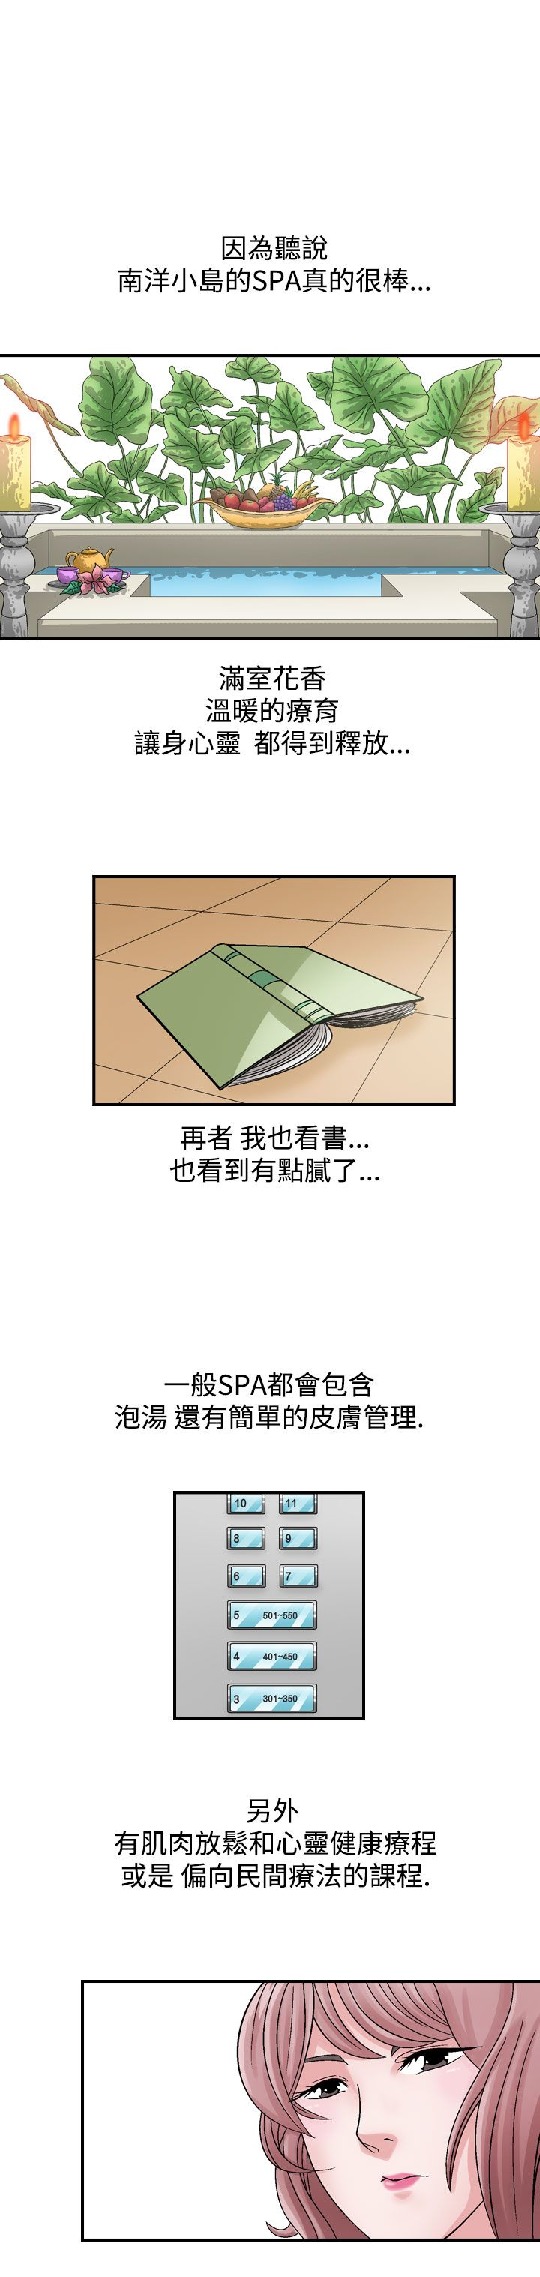 因為聽說
南洋小島的SPA真的很棒...
滿室花香
溫暖的療育
讓身心靈 都得到釋放...
再者 我也看書...
也看到有點膩了...
一般SPA都會包含
泡湯 還有簡單的皮膚管理.
10 11
8 9
6 7
5 501~550
4 401~450
3 301~350
另外
有肌肉放鬆和心靈健康療程
或是 偏向民間療法的課程.